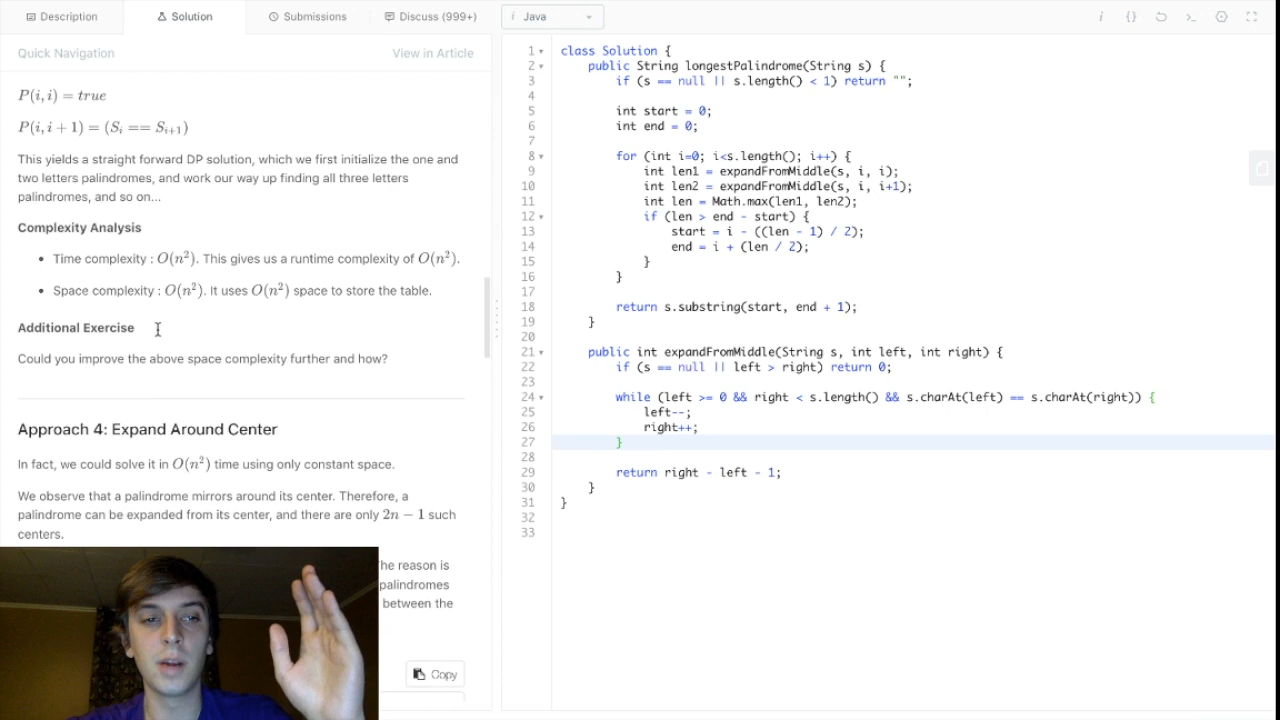 Description
Solution
Submissions
Discuss (999+)
i Java
i {}
Quick Navigation
View in Article
P(i, i) = true
P(i, i + 1) = (S_i == S_{i+1})
This yields a straight forward DP solution, which we first initialize the one and
two letters palindromes, and work our way up finding all three letters
palindromes, and so on...
Complexity Analysis
• Time complexity : O(n²). This gives us a runtime complexity of O(n²).
• Space complexity : O(n²). It uses O(n²) space to store the table.
Additional Exercise
Could you improve the above space complexity further and how?
Approach 4: Expand Around Center
In fact, we could solve it in O(n²) time using only constant space.
We observe that a palindrome mirrors around its center. Therefore, a
palindrome can be expanded from its center, and there are only 2n − 1 such
centers.
he reason is
palindromes
between the
Copy
1 class Solution {
2     public String longestPalindrome(String s) {
3         if (s == null || s.length() < 1) return "";
4
5         int start = 0;
6         int end = 0;
7
8         for (int i=0; i<s.length(); i++) {
9             int len1 = expandFromMiddle(s, i, i);
10             int len2 = expandFromMiddle(s, i, i+1);
11             int len = Math.max(len1, len2);
12             if (len > end - start) {
13                 start = i - ((len - 1) / 2);
14                 end = i + (len / 2);
15             }
16         }
17
18         return s.substring(start, end + 1);
19     }
20
21     public int expandFromMiddle(String s, int left, int right) {
22         if (s == null || left > right) return 0;
23
24         while (left >= 0 && right < s.length() && s.charAt(left) == s.charAt(right)) {
25             left--;
26             right++;
27         }
28
29         return right - left - 1;
30     }
31 }
32
33